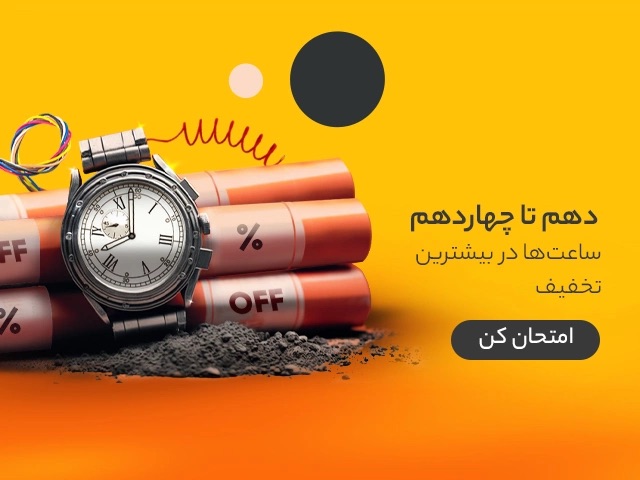 دهم تا چهاردهم
ساعت‌ها در بیشترین
تخفیف
امتحان کن
%
OFF
OFF
%